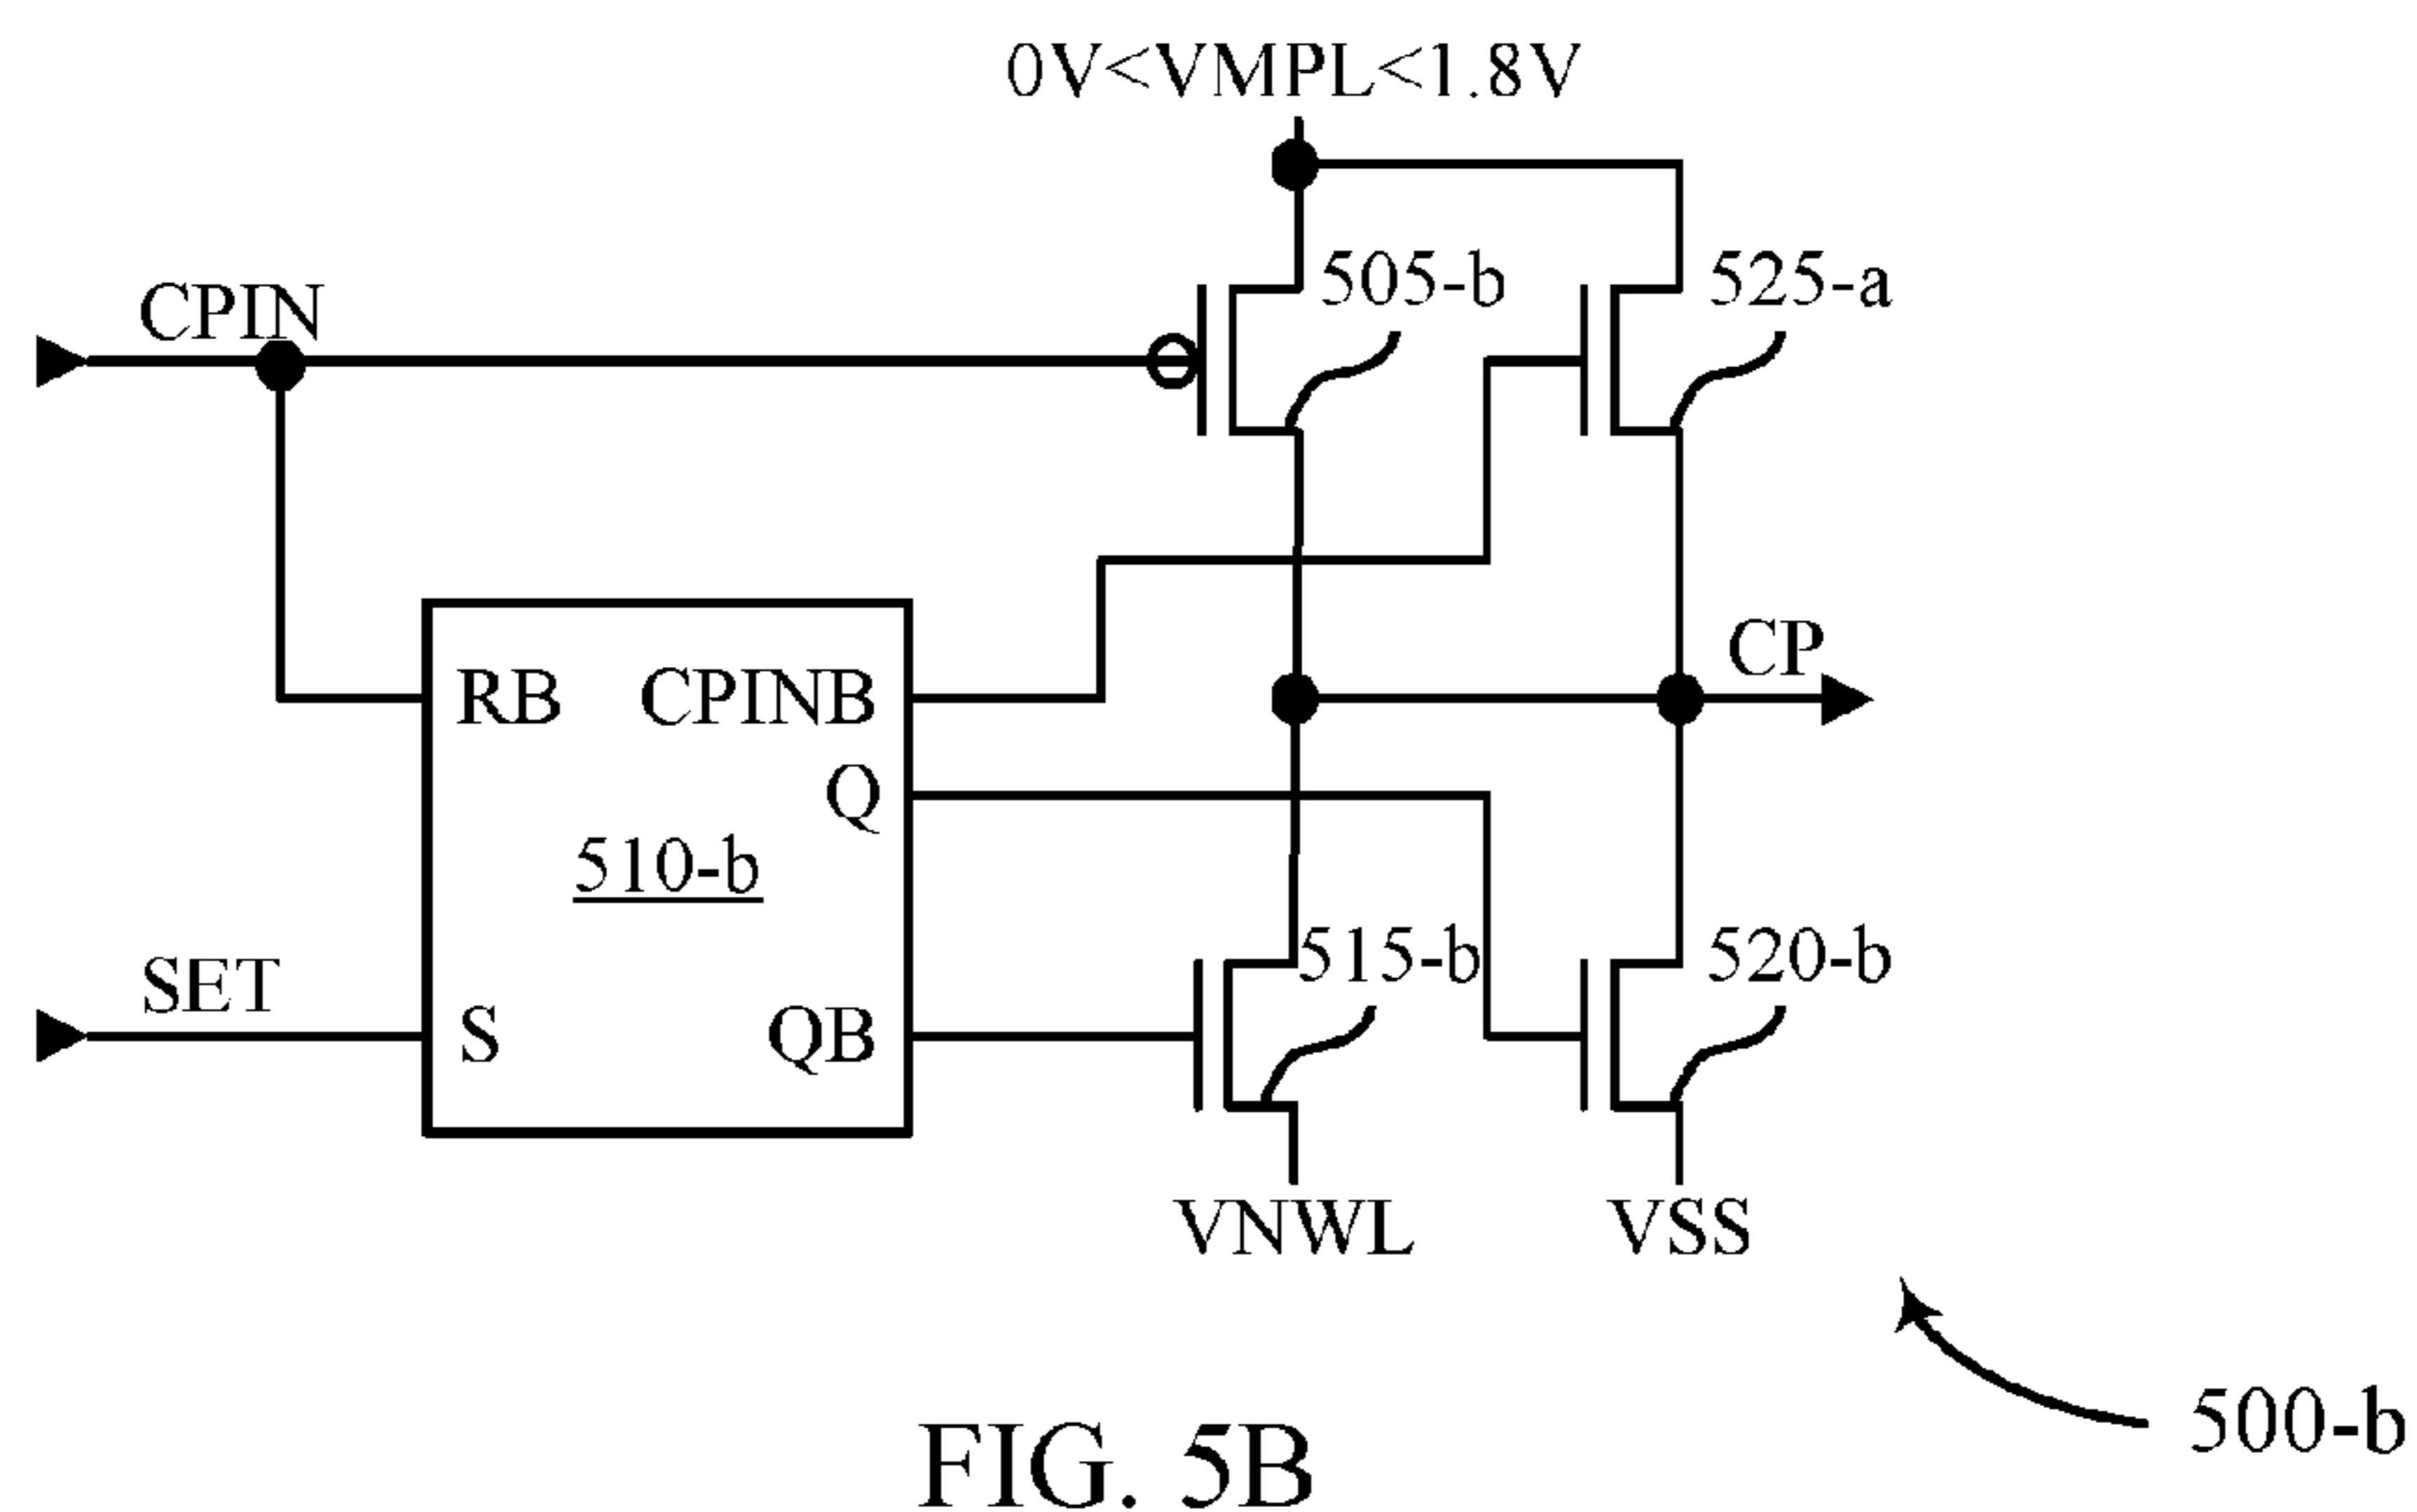 0V<VMPL<1.8V
505-b
525-a
CPIN
RB
CPINB
CP
Q
510-b
515-b
520-b
SET
S
QB
VNWL
VSS
500-b
FIG. 5B